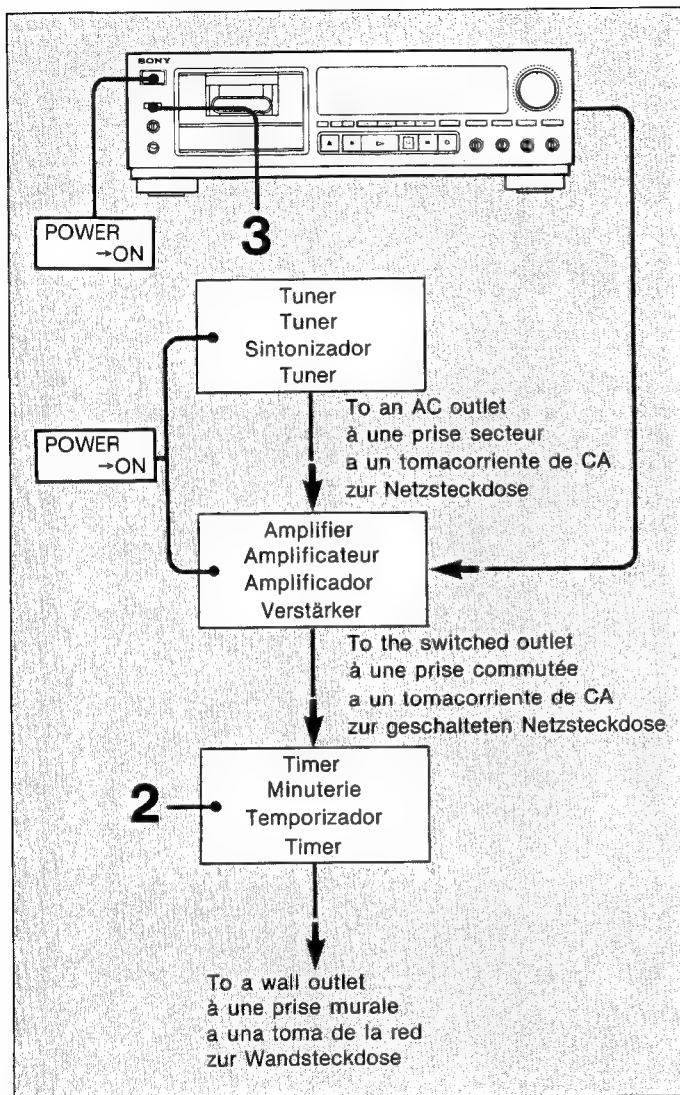 SONY
POWER
→ON
3
Tuner
Tuner
Sintonizador
Tuner
To an AC outlet
à une prise secteur
a un tomacorriente de CA
zur Netzsteckdose
POWER
→ON
Amplifier
Amplificateur
Amplificador
Verstärker
To the switched outlet
à une prise commutée
a un tomacorriente de CA
zur geschalteten Netzsteckdose
2
Timer
Minuterie
Temporizador
Timer
To a wall outlet
à une prise murale
a una toma de la red
zur Wandsteckdose